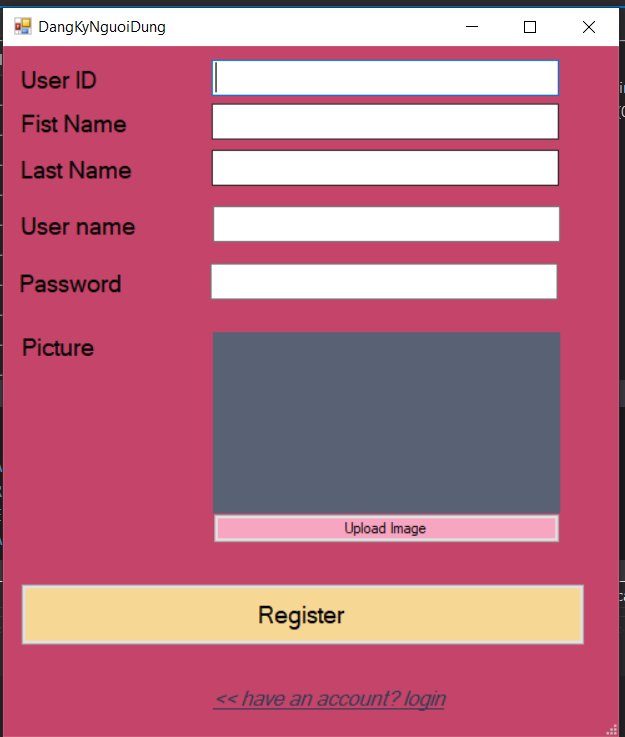 DangKyNguoiDung
User ID
Fist Name
Last Name
User name
Password
Picture
Upload Image
Register
<< have an account? login